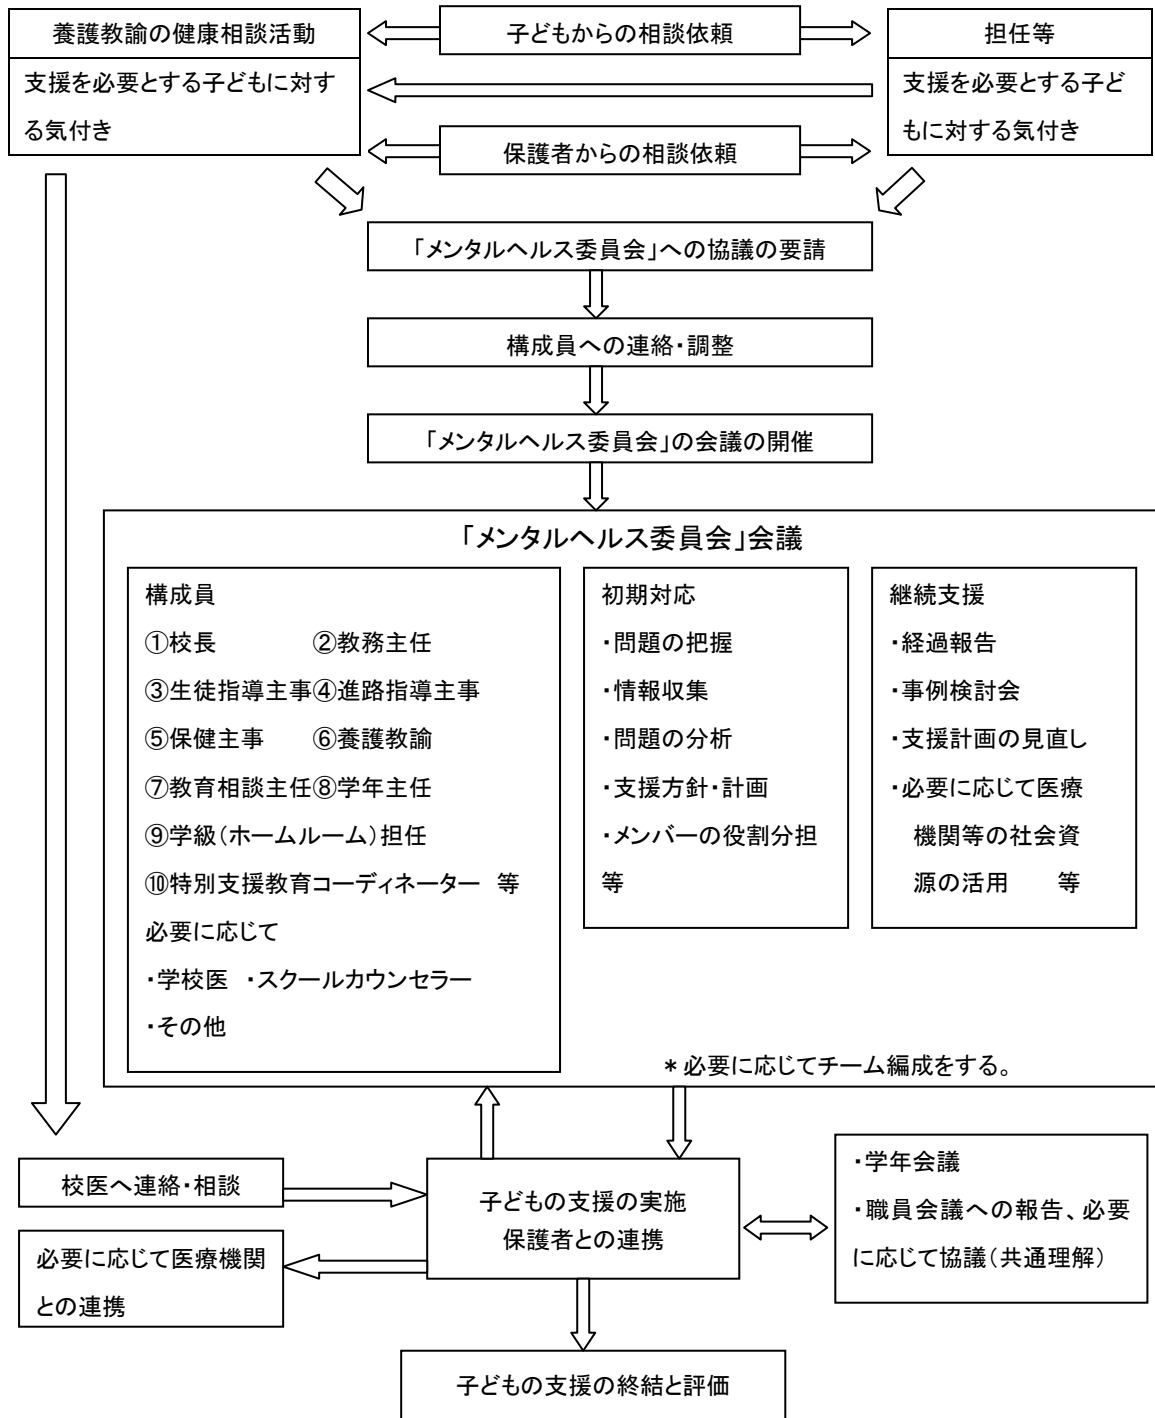 養護教諭の健康相談活動
支援を必要とする子どもに対す
る気付き
子どもからの相談依頼
保護者からの相談依頼
担任等
支援を必要とする子ど
もに対する気付き
「メンタルヘルス委員会」への協議の要請
構成員への連絡・調整
「メンタルヘルス委員会」の会議の開催
「メンタルヘルス委員会」会議
構成員
①校長 ②教務主任
③生徒指導主事④進路指導主事
⑤保健主事 ⑥養護教諭
⑦教育相談主任⑧学年主任
⑨学級(ホームルーム)担任
⑩特別支援教育コーディネーター 等
必要に応じて
・学校医 ・スクールカウンセラー
・その他
初期対応
・問題の把握
・情報収集
・問題の分析
・支援方針・計画
・メンバーの役割分担
等
継続支援
・経過報告
・事例検討会
・支援計画の見直し
・必要に応じて医療
機関等の社会資
源の活用 等
*必要に応じてチーム編成をする。
校医へ連絡・相談
必要に応じて医療機関
との連携
子どもの支援の実施
保護者との連携
・学年会議
・職員会議への報告、必要
に応じて協議(共通理解)
子どもの支援の終結と評価